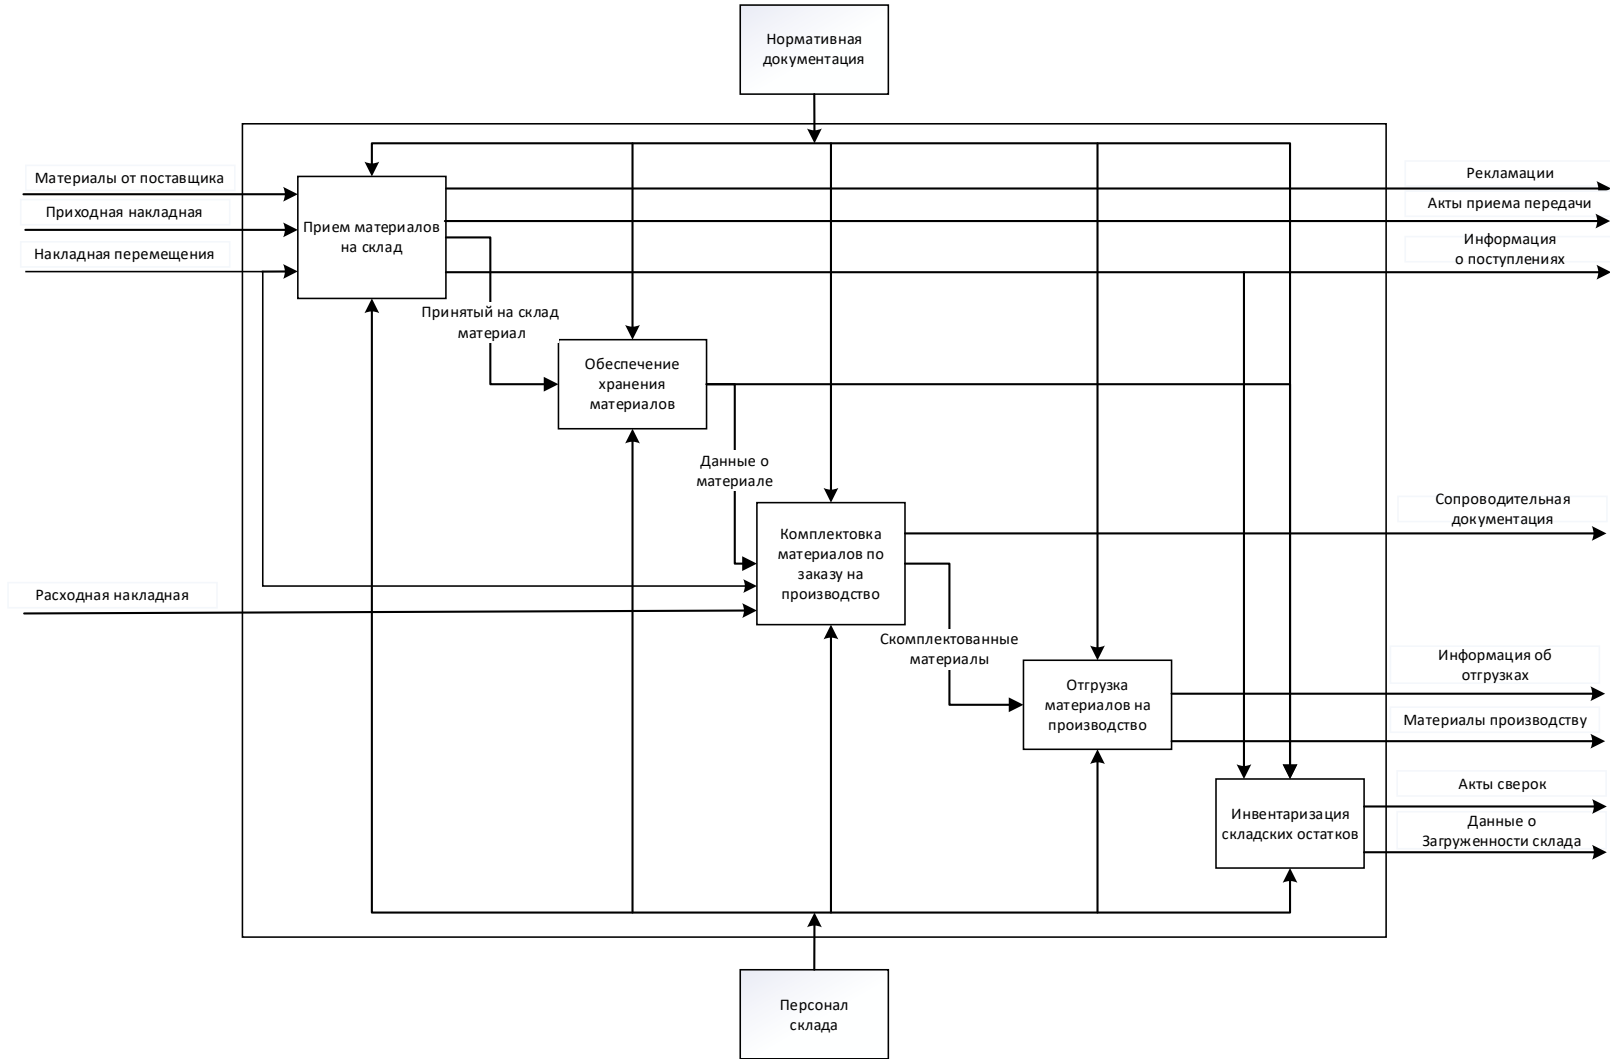 Нормативная
документация
Материалы от поставщика
Приходная накладная
Накладная перемещения
Прием материалов
на склад
Рекламации
Акты приема передачи
Информация
о поступлениях
Принятый на склад
материал
Обеспечение
хранения
материалов
Данные о
материале
Комплектовка
материалов по
заказу на
производство
Сопроводительная
документация
Расходная накладная
Скомплектованные
материалы
Отгрузка
материалов на
производство
Информация об
отгрузках
Материалы производству
Инвентаризация
складских остатков
Акты сверок
Данные о
Загруженности склада
Персонал
склада